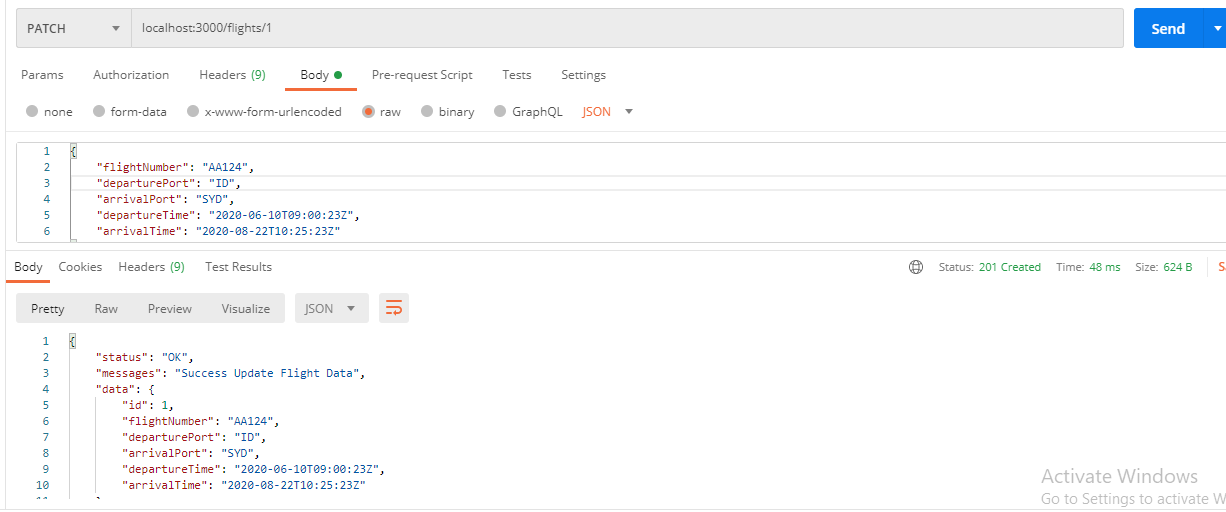 PATCH localhost:3000/flights/1 Send
Params Authorization Headers (9) Body Pre-request Script Tests Settings
none form-data x-www-form-urlencoded raw binary GraphQL JSON
1 {
2 "flightNumber": "AA124",
3 "departurePort": "ID",
4 "arrivalPort": "SYD",
5 "departureTime": "2020-06-10T09:00:23Z",
6 "arrivalTime": "2020-08-22T10:25:23Z"
Body Cookies Headers (9) Test Results Status: 201 Created Time: 48 ms Size: 624 B
Pretty Raw Preview Visualize JSON
1 {
2 "status": "OK",
3 "messages": "Success Update Flight Data",
4 "data": {
5 "id": 1,
6 "flightNumber": "AA124",
7 "departurePort": "ID",
8 "arrivalPort": "SYD",
9 "departureTime": "2020-06-10T09:00:23Z",
10 "arrivalTime": "2020-08-22T10:25:23Z"
Activate Windows
Go to Settings to activate W